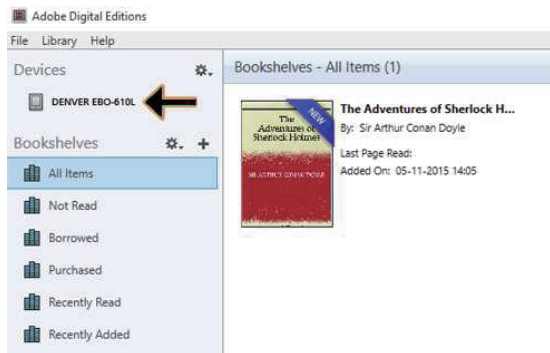 Adobe Digital Editions
File Library Help
Devices
DENVER EBO-610L
Bookshelves
All Items
Not Read
Borrowed
Purchased
Recently Read
Recently Added
Bookshelves - All Items (1)
NEW
The
Adventures of
Sherlock Holmes
SIR ARTHUR CONAN DOYLE
The Adventures of Sherlock H...
By: Sir Arthur Conan Doyle
Last Page Read:
Added On: 05-11-2015 14:05